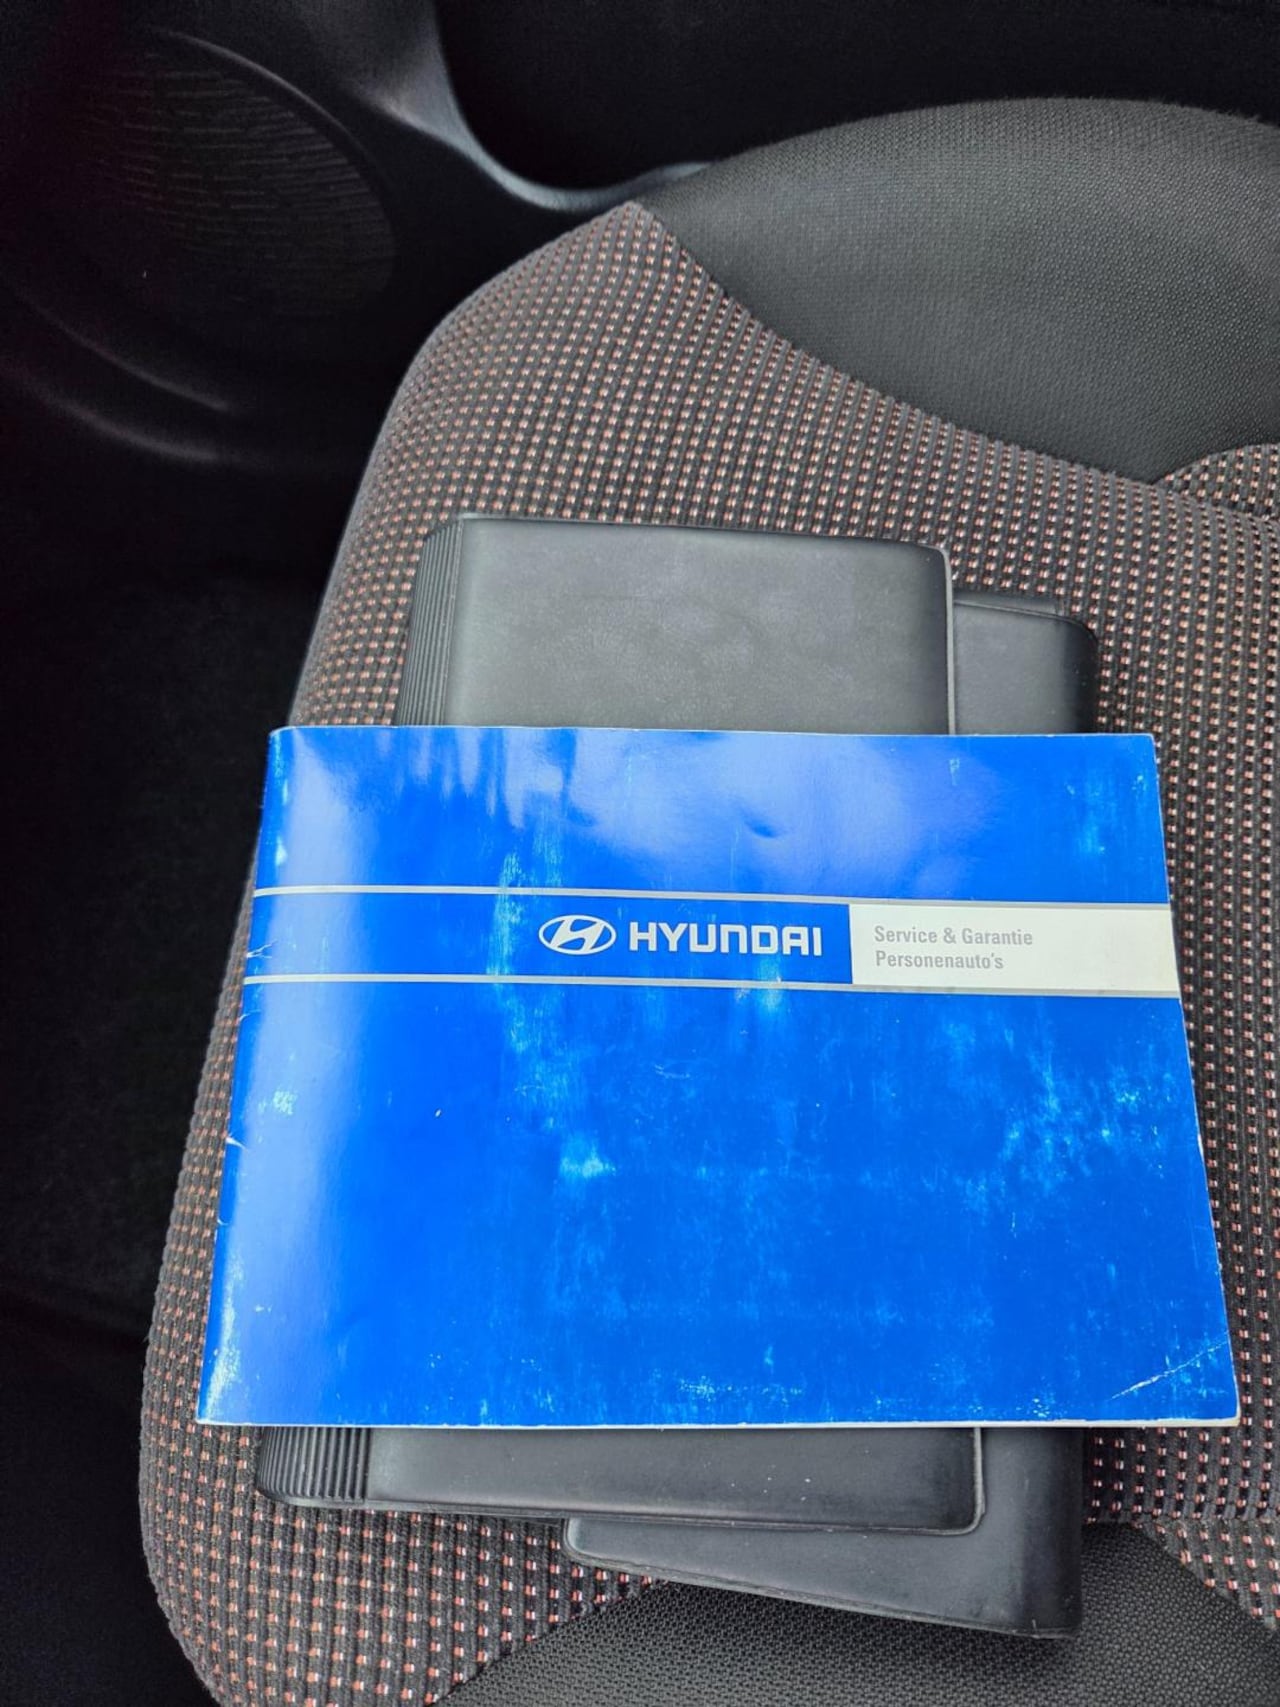 HYUNDAI
Service & Garantie
Personenauto's